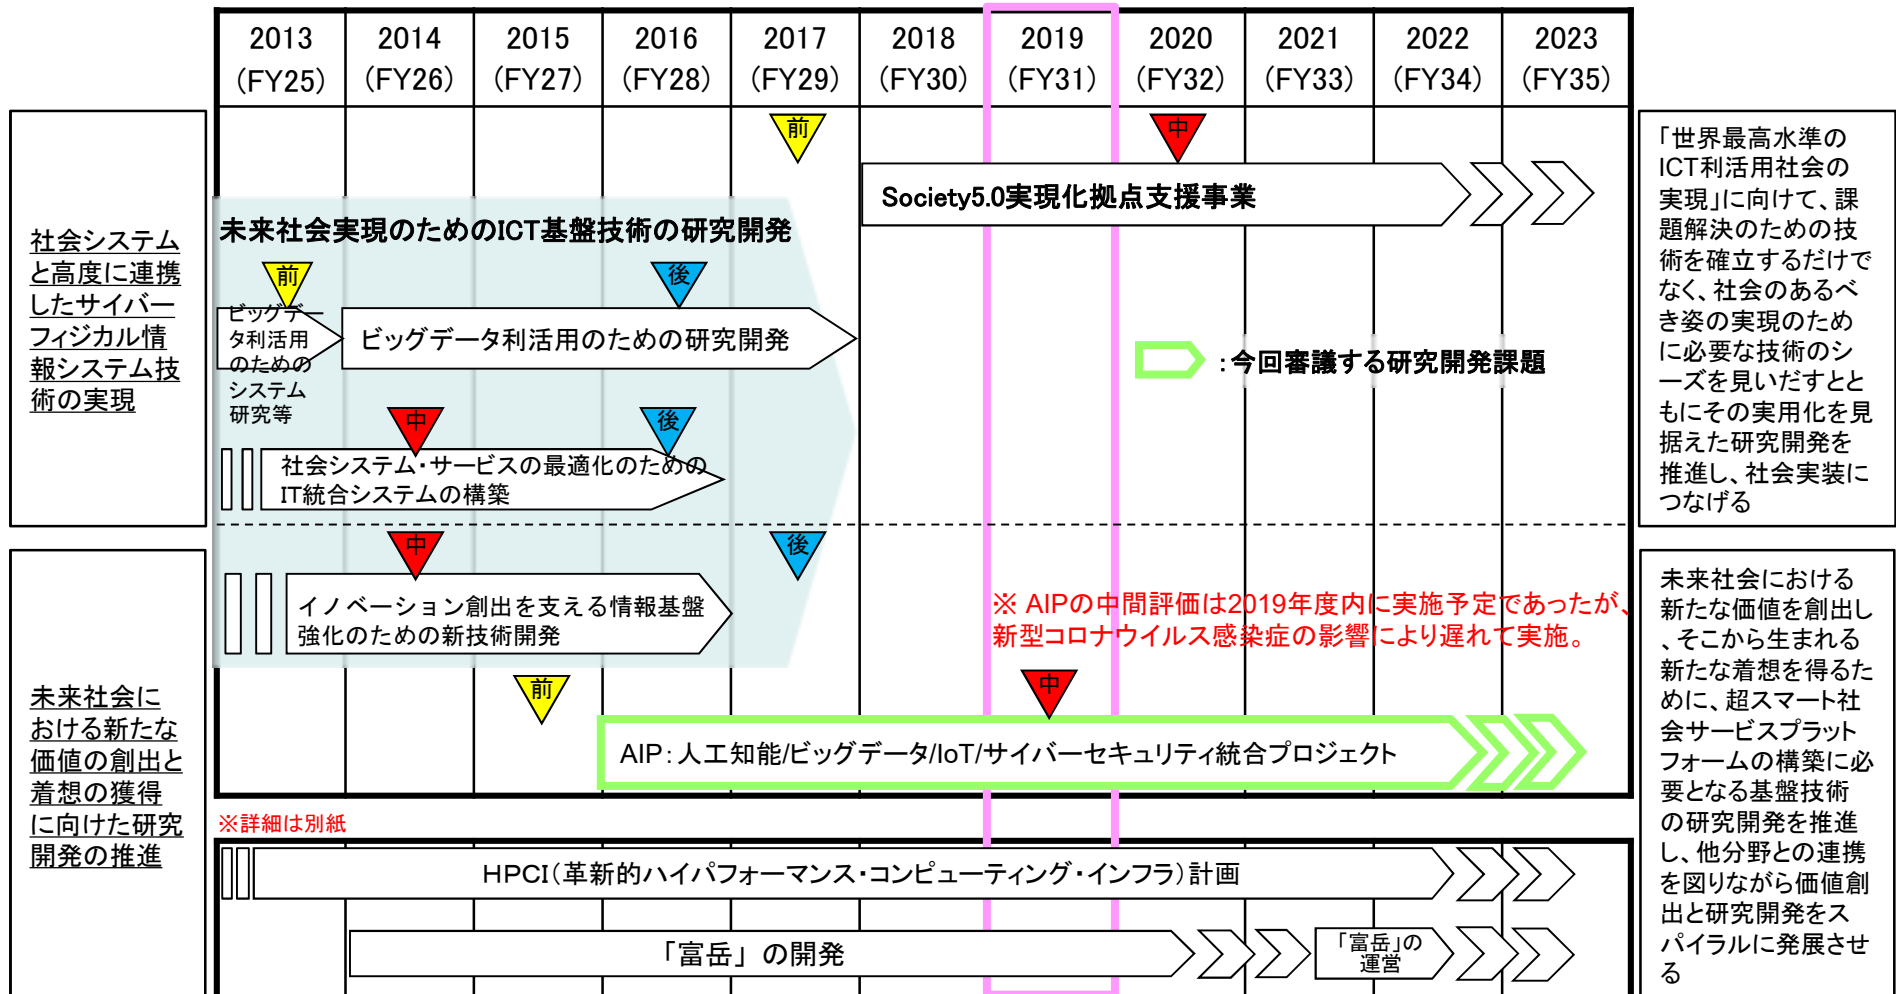 2013 2014 2015 2016 2017 2018 2019 2020 2021 2022 2023
(FY25) (FY26) (FY27) (FY28) (FY29) (FY30) (FY31) (FY32) (FY33) (FY34) (FY35)
社会システム
と高度に連携
したサイバー
フィジカル情
報システム技
術の実現
前
中
Society5.0実現化拠点支援事業
未来社会実現のためのICT基盤技術の研究開発
前
後
ビッグデー
タ利活用
のための
システム
研究等
ビッグデータ利活用のための研究開発
：今回審議する研究開発課題
中
後
社会システム・サービスの最適化のための
IT統合システムの構築
「世界最高水準の
ICT利活用社会の
実現」に向けて、課
題解決のための技
術を確立するだけで
なく、社会のあるべ
き姿の実現のため
に必要な技術のシ
ーズを見いだすとと
もにその実用化を見
据えた研究開発を
推進し、社会実装に
つなげる
未来社会に
おける新たな
価値の創出と
着想の獲得
に向けた研究
開発の推進
中
後
イノベーション創出を支える情報基盤
強化のための新技術開発
※ AIPの中間評価は2019年度内に実施予定であったが、
新型コロナウイルス感染症の影響により遅れて実施。
前
中
AIP：人工知能/ビッグデータ/IoT/サイバーセキュリティ統合プロジェクト
※詳細は別紙
HPCI（革新的ハイパフォーマンス・コンピューティング・インフラ）計画
「富岳」の開発
「富岳」の
運営
未来社会における
新たな価値を創出し
、そこから生まれる
新たな着想を得るた
めに、超スマート社
会サービスプラット
フォームの構築に必
要となる基盤技術
の研究開発を推進
し、他分野との連携
を図りながら価値創
出と研究開発をス
パイラルに発展させ
る